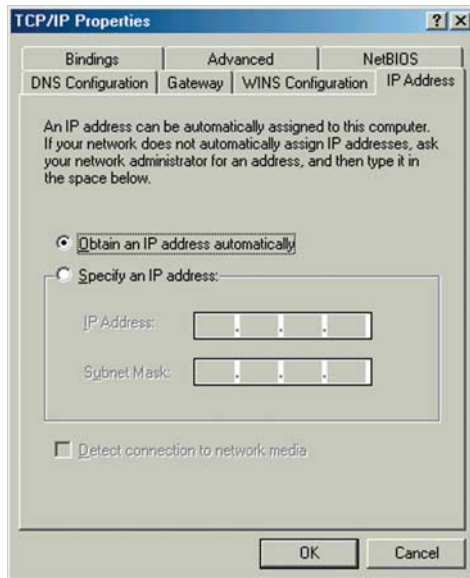 TCP/IP Properties
Bindings Advanced NetBIOS
DNS Configuration Gateway WINS Configuration IP Address
An IP address can be automatically assigned to this computer.
If your network does not automatically assign IP addresses, ask
your network administrator for an address, and then type it in
the space below.
Obtain an IP address automatically
Specify an IP address:
IP Address:
Subnet Mask:
Detect connection to network media
OK Cancel